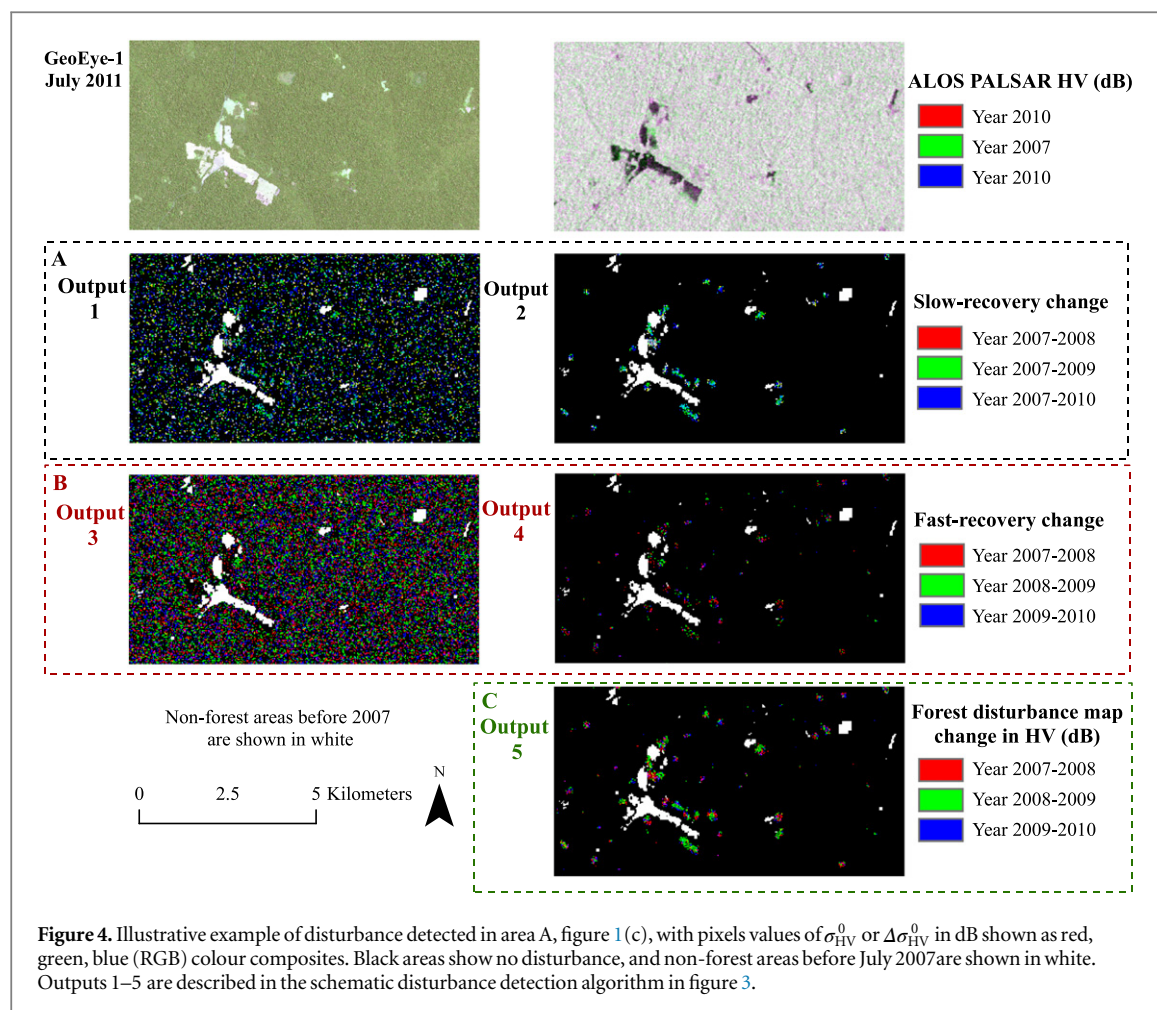 GeoEye-1
July 2011
ALOS PALSAR HV (dB)
Year 2010
Year 2007
Year 2010
A
Output
1
Output
2
Slow-recovery change
Year 2007-2008
Year 2007-2009
Year 2007-2010
B
Output
3
Output
4
Fast-recovery change
Year 2007-2008
Year 2008-2009
Year 2009-2010
Non-forest areas before 2007
are shown in white
0 2.5 5 Kilometers
N
C
Output
5
Forest disturbance map
change in HV (dB)
Year 2007-2008
Year 2008-2009
Year 2009-2010
Figure 4. Illustrative example of disturbance detected in area A, figure 1(c), with pixels values of σ⁰HV or Δσ⁰HV in dB shown as red,
green, blue (RGB) colour composites. Black areas show no disturbance, and non-forest areas before July 2007are shown in white.
Outputs 1–5 are described in the schematic disturbance detection algorithm in figure 3.